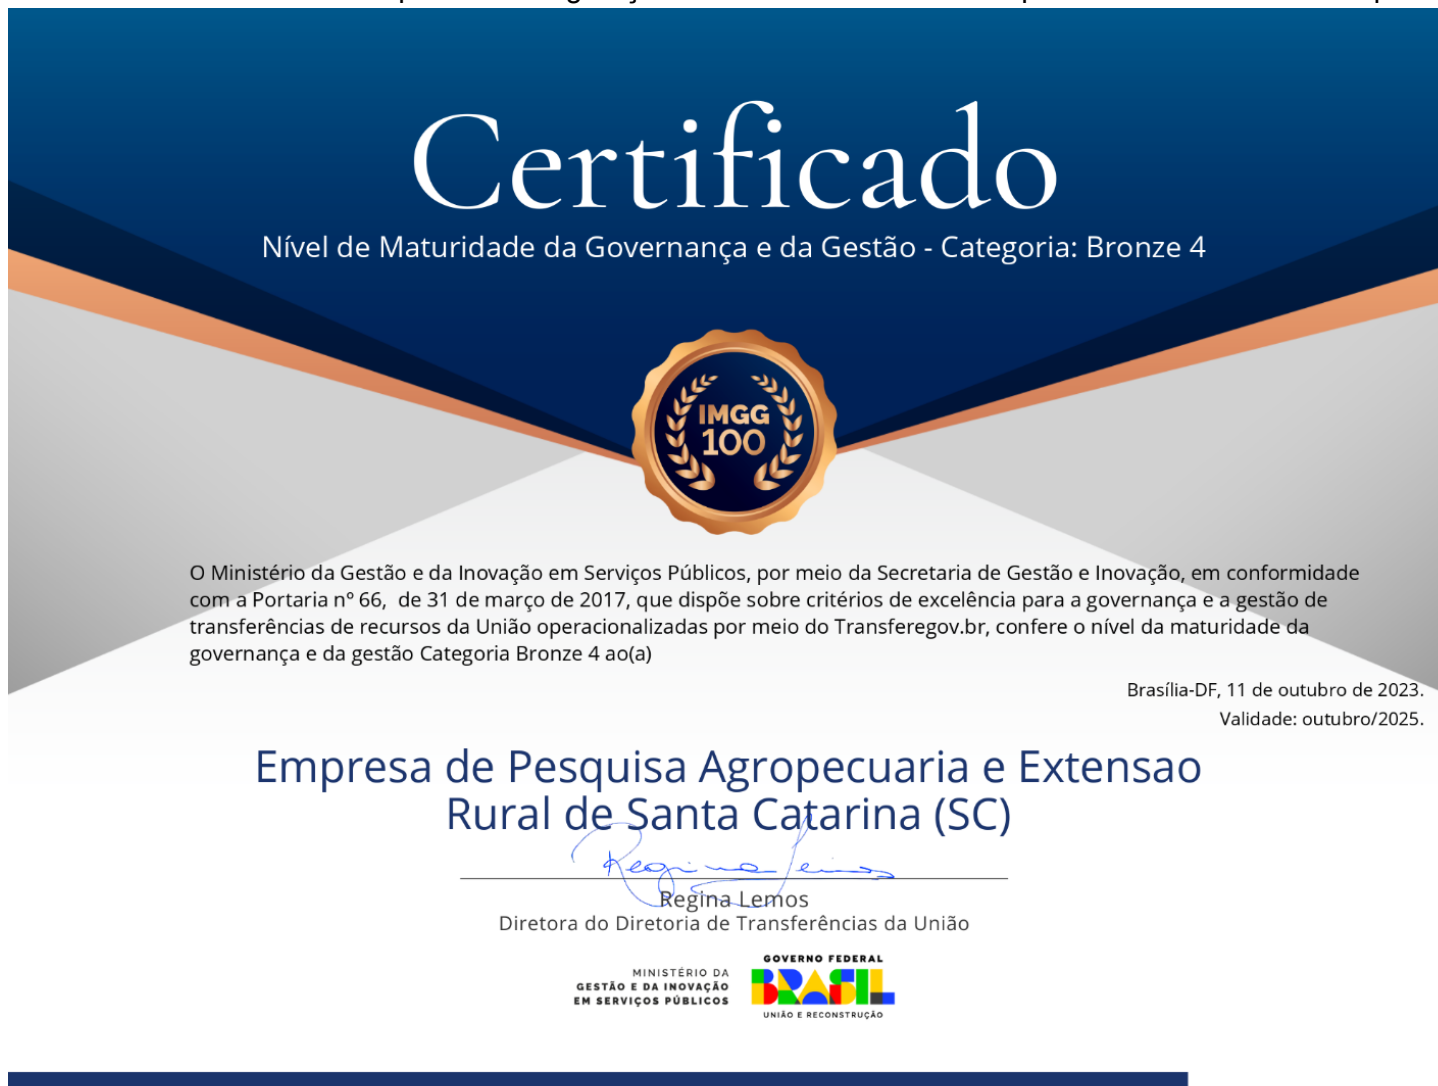 Certificado
Nível de Maturidade da Governança e da Gestão - Categoria: Bronze 4
IMGG
100
O Ministério da Gestão e da Inovação em Serviços Públicos, por meio da Secretaria de Gestão e Inovação, em conformidade
com a Portaria nº 66, de 31 de março de 2017, que dispõe sobre critérios de excelência para a governança e a gestão de
transferências de recursos da União operacionalizadas por meio do Transferegov.br, confere o nível da maturidade da
governança e da gestão Categoria Bronze 4 ao(a)
Brasília-DF, 11 de outubro de 2023.
Validade: outubro/2025.
Empresa de Pesquisa Agropecuaria e Extensao
Rural de Santa Catarina (SC)
Regina Lemos
Regina Lemos
Diretora do Diretoria de Transferências da União
MINISTÉRIO DA
GESTÃO E DA INOVAÇÃO
EM SERVIÇOS PÚBLICOS
GOVERNO FEDERAL
BRASIL
UNIÃO E RECONSTRUÇÃO